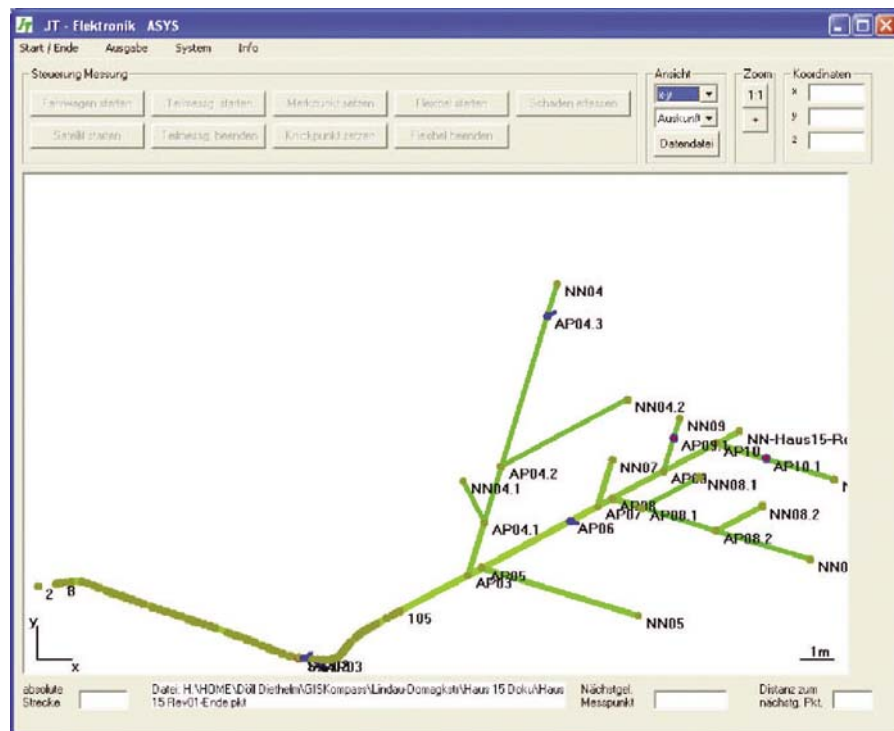 JT - Elektronik ASYS
Start / Ende Ausgabe System Info
Steuerung Messung
Ansicht
Zoom
Koordinaten
Fahrwagen starten Teilmessg. starten Merkpunkt setzen Flexibel starten Schaden erfassen
x-y
1:1
x
Satellit starten Teilmessg. beenden Knickpunkt setzen Flexibel beenden
Auskunft
+
y
Datendatei
z
NN04
AP04.3
NN04.2
NN09
NN-Haus15-R
AP09.1
AP10
AP10.1
AP04.2
NN07
NN04.1
NN08.1
AP08
AP07
AP08.1
NN08.2
AP04.1
AP06
AP08.2
AP05
AP03
2
8
105
NN05
y
x
1m
absolute Strecke
Datei: H:\HOME\Döll Diethelm\GISKompass\Lindau-Domagkstr\Haus 15 Doku\Haus
15 Rev01-Ende.pkt
Nächstgel. Messpunkt
Distanz zum nächstg. Pkt.